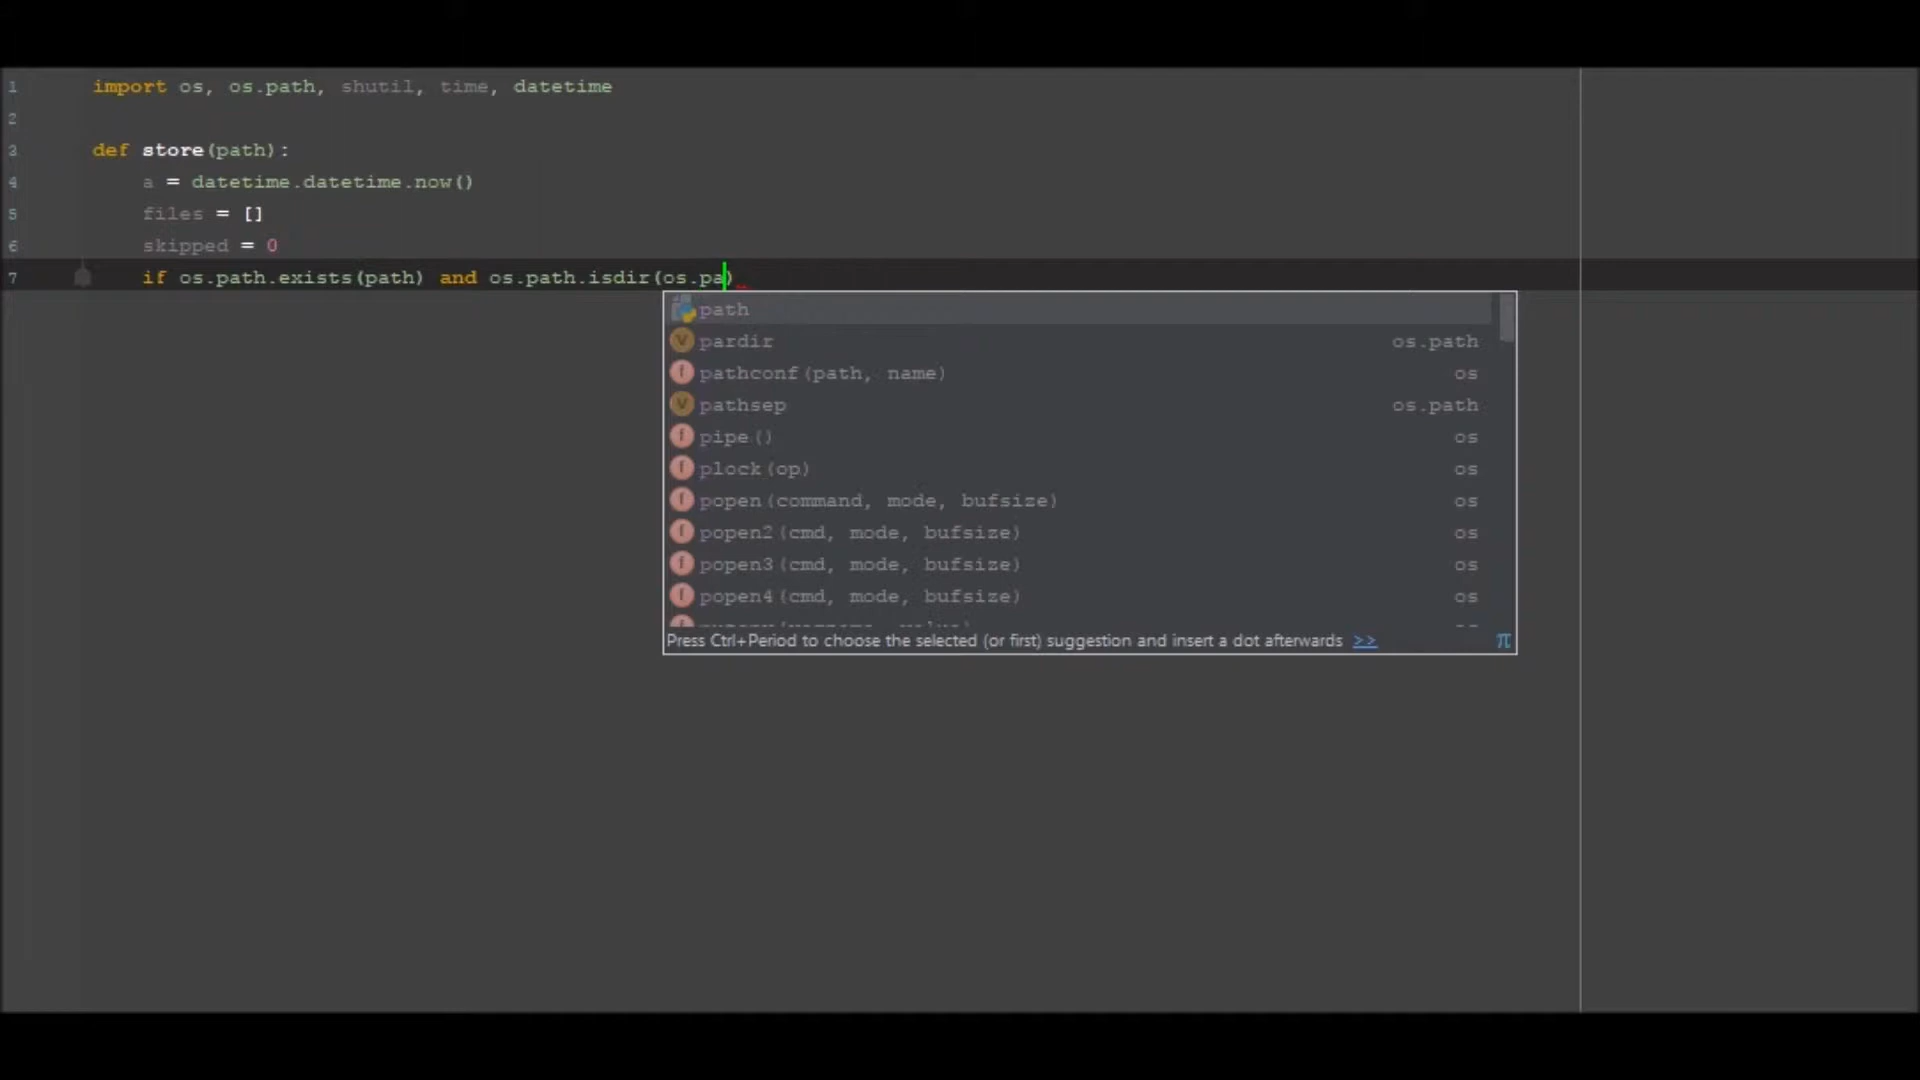 1 import os, os.path, shutil, time, datetime
2
3 def store(path):
4 a = datetime.datetime.now()
5 files = []
6 skipped = 0
7 if os.path.exists(path) and os.path.isdir(os.pa)
path
pardir os.path
pathconf(path, name) os
pathsep os.path
pipe() os
plock(op) os
popen(command, mode, bufsize) os
popen2(cmd, mode, bufsize) os
popen3(cmd, mode, bufsize) os
popen4(cmd, mode, bufsize) os
Press Ctrl+Period to choose the selected (or first) suggestion and insert a dot afterwards >> π